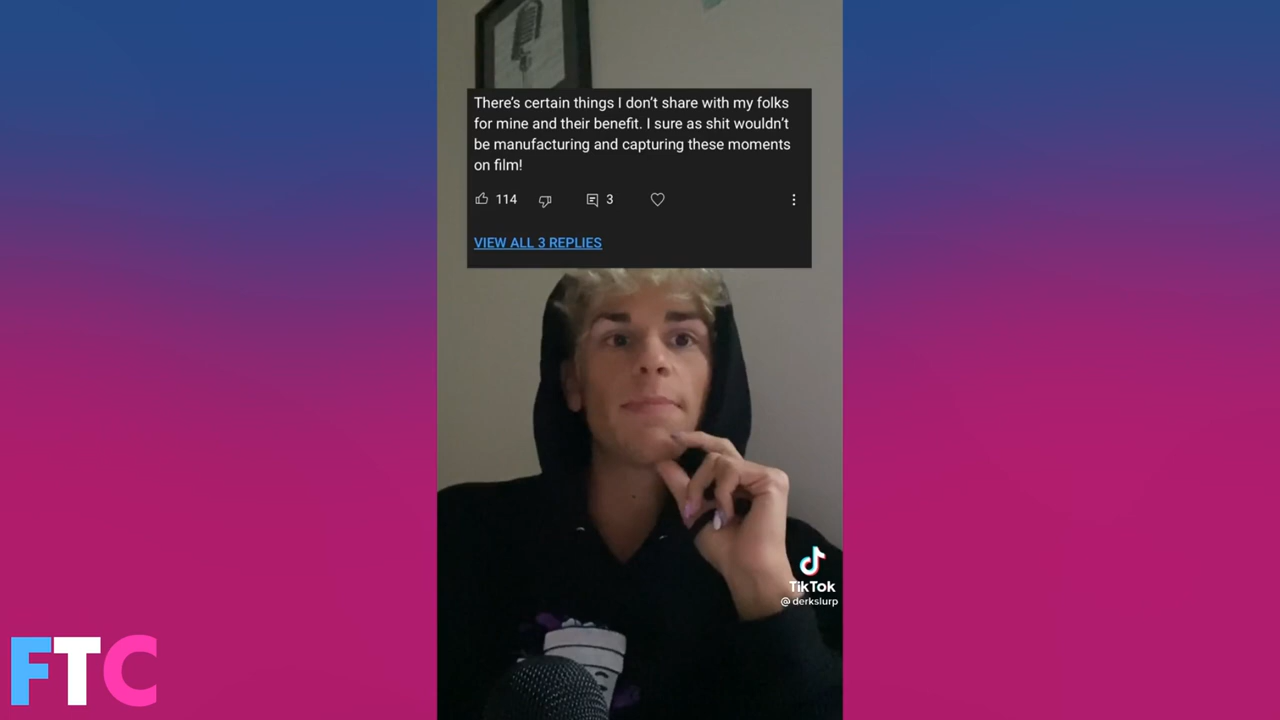 There's certain things I don't share with my folks
for mine and their benefit. I sure as shit wouldn't
be manufacturing and capturing these moments
on film!
114
3
VIEW ALL 3 REPLIES
TikTok
@derkslurp
FTC